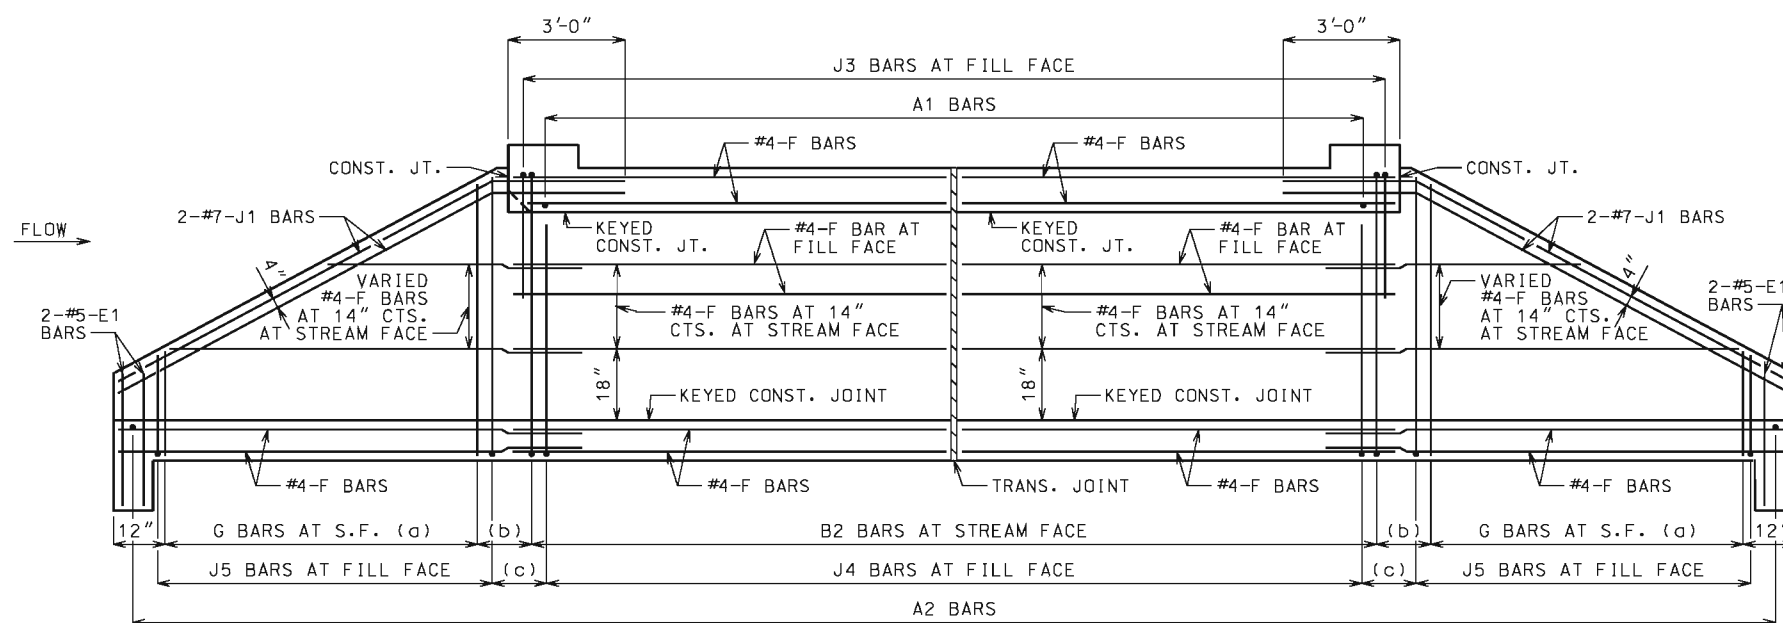 3'-0"
3'-0"
J3 BARS AT FILL FACE
A1 BARS
#4-F BARS
#4-F BARS
CONST. JT.
CONST. JT.
2-#7-J1 BARS
2-#7-J1 BARS
FLOW
KEYED
CONST. JT.
#4-F BAR AT
FILL FACE
KEYED
CONST. JT.
#4-F BAR AT
FILL FACE
4"
4"
VARIED
#4-F BARS
AT 14" CTS.
AT STREAM FACE
#4-F BARS AT 14"
CTS. AT STREAM FACE
#4-F BARS AT 14"
CTS. AT STREAM FACE
VARIED
#4-F BARS
AT 14" CTS.
AT STREAM FACE
2-#5-E1
BARS
2-#5-E1
BARS
18"
KEYED CONST. JOINT
18"
KEYED CONST. JOINT
#4-F BARS
#4-F BARS
TRANS. JOINT
#4-F BARS
#4-F BARS
12"
G BARS AT S.F. (a)
(b)
B2 BARS AT STREAM FACE
(b)
G BARS AT S.F. (a)
12"
J5 BARS AT FILL FACE
(c)
J4 BARS AT FILL FACE
(c)
J5 BARS AT FILL FACE
A2 BARS